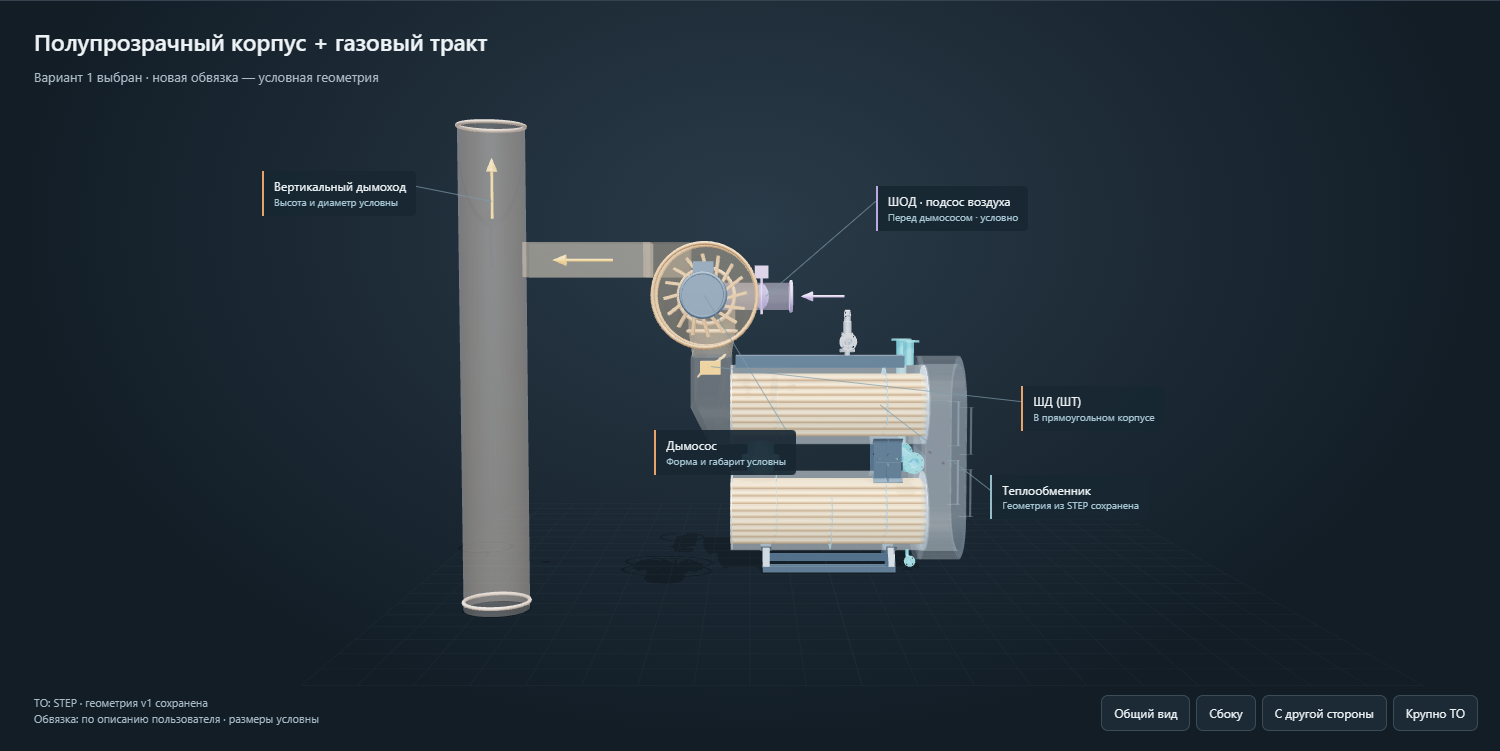 Полупрозрачный корпус + газовый тракт
Вариант 1 выбран · новая обвязка — условная геометрия
Вертикальный дымоход
Высота и диаметр условны
ШОД · подсос воздуха
Перед дымососом · условно
ШД (ШТ)
В прямоугольном корпусе
Дымосос
Форма и габарит условны
Теплообменник
Геометрия из STEP сохранена
ТО: STEP · геометрия v1 сохранена
Обвязка: по описанию пользователя · размеры условны
Общий вид
Сбоку
С другой стороны
Крупно ТО